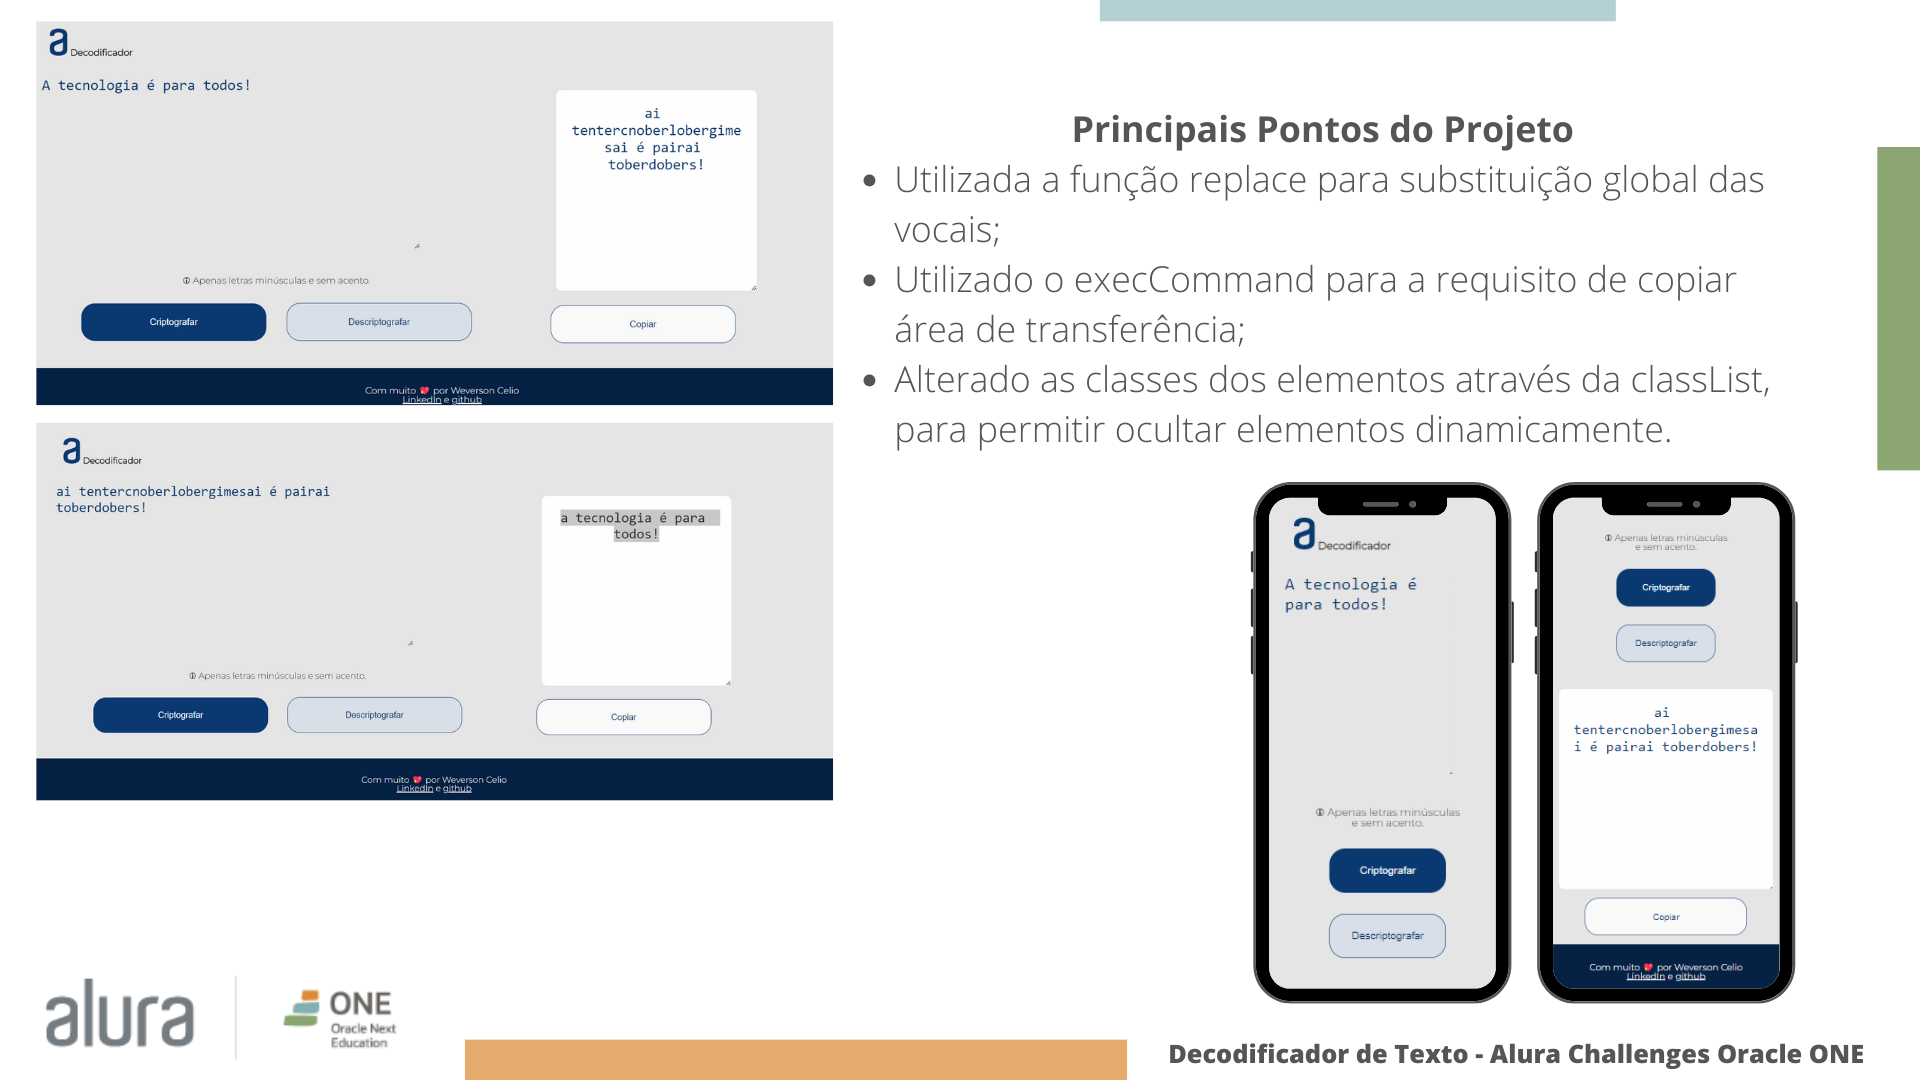 a Decodificador
A tecnologia é para todos!
ai
tentercnoberlobergime
sai é pairai
toberdobers!
Apenas letras minúsculas e sem acento.
Criptografar
Descriptografar
Copiar
Com muito 💖 por Weverson Celio
LinkedIn e github
a Decodificador
ai tentercnoberlobergimesai é pairai
toberdobers!
a tecnologia é para
todos!
Apenas letras minúsculas e sem acento.
Criptografar
Descriptografar
Copiar
Com muito 💖 por Weverson Celio
LinkedIn e github
Principais Pontos do Projeto
• Utilizada a função replace para substituição global das
vocais;
• Utilizado o execCommand para a requisito de copiar
área de transferência;
• Alterado as classes dos elementos através da classList,
para permitir ocultar elementos dinamicamente.
a Decodificador
A tecnologia é
para todos!
Apenas letras minúsculas
e sem acento.
Criptografar
Descriptografar
Apenas letras minúsculas
e sem acento.
Criptografar
Descriptografar
ai
tentercnoberlobergimesa
i é pairai toberdobers!
Copiar
Com muito 💖 por Weverson Celio
LinkedIn e github
alura
ONE
Oracle Next
Education
Decodificador de Texto - Alura Challenges Oracle ONE